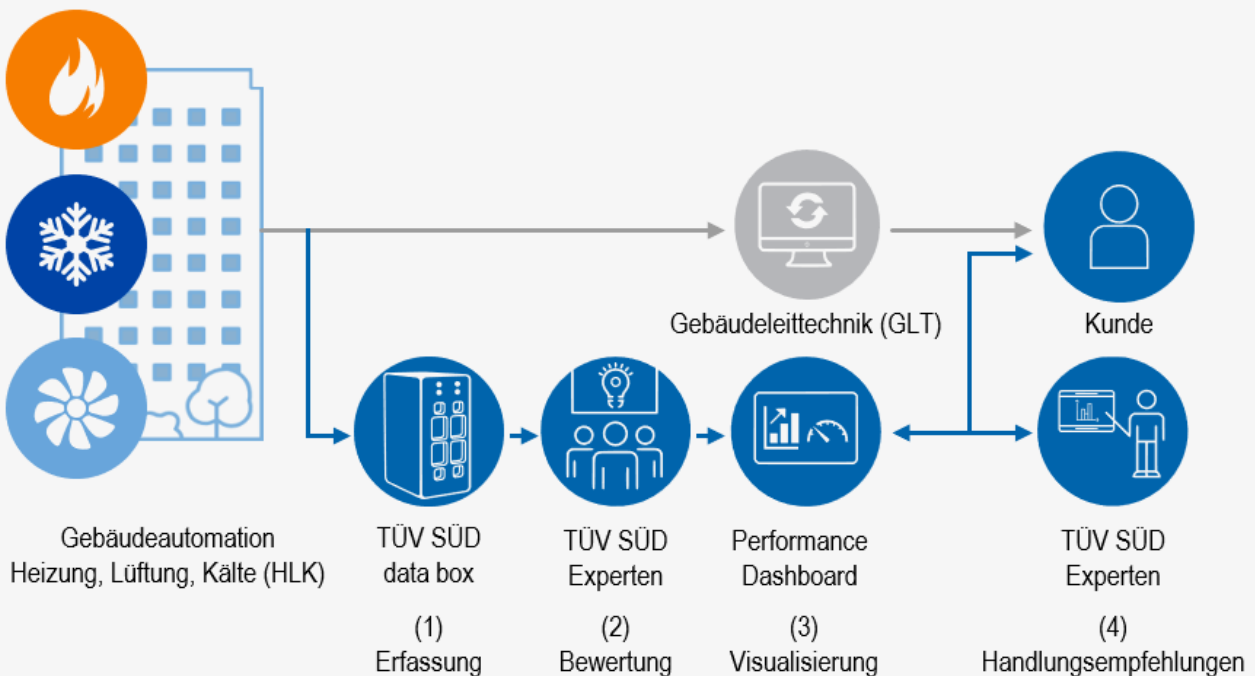 Gebäudeleittechnik (GLT)
Kunde
Gebäudeautomation
Heizung, Lüftung, Kälte (HLK)
TÜV SÜD
data box
(1)
Erfassung
TÜV SÜD
Experten
(2)
Bewertung
Performance
Dashboard
(3)
Visualisierung
TÜV SÜD
Experten
(4)
Handlungsempfehlungen